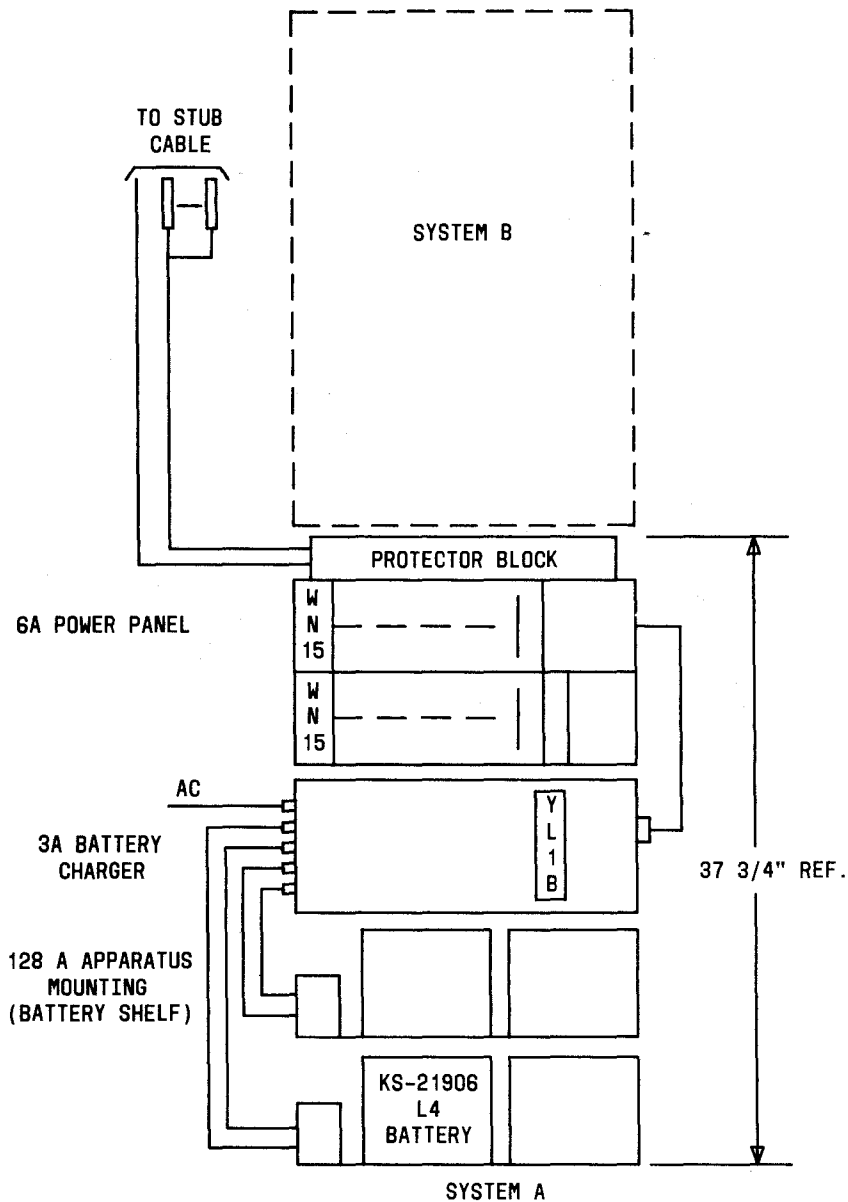 TO STUB
CABLE
SYSTEM B
PROTECTOR BLOCK
6A POWER PANEL
W
N
15
W
N
15
AC
3A BATTERY
CHARGER
Y
L
1
B
37 3/4" REF.
128 A APPARATUS
MOUNTING
(BATTERY SHELF)
KS-21906
L4
BATTERY
SYSTEM A